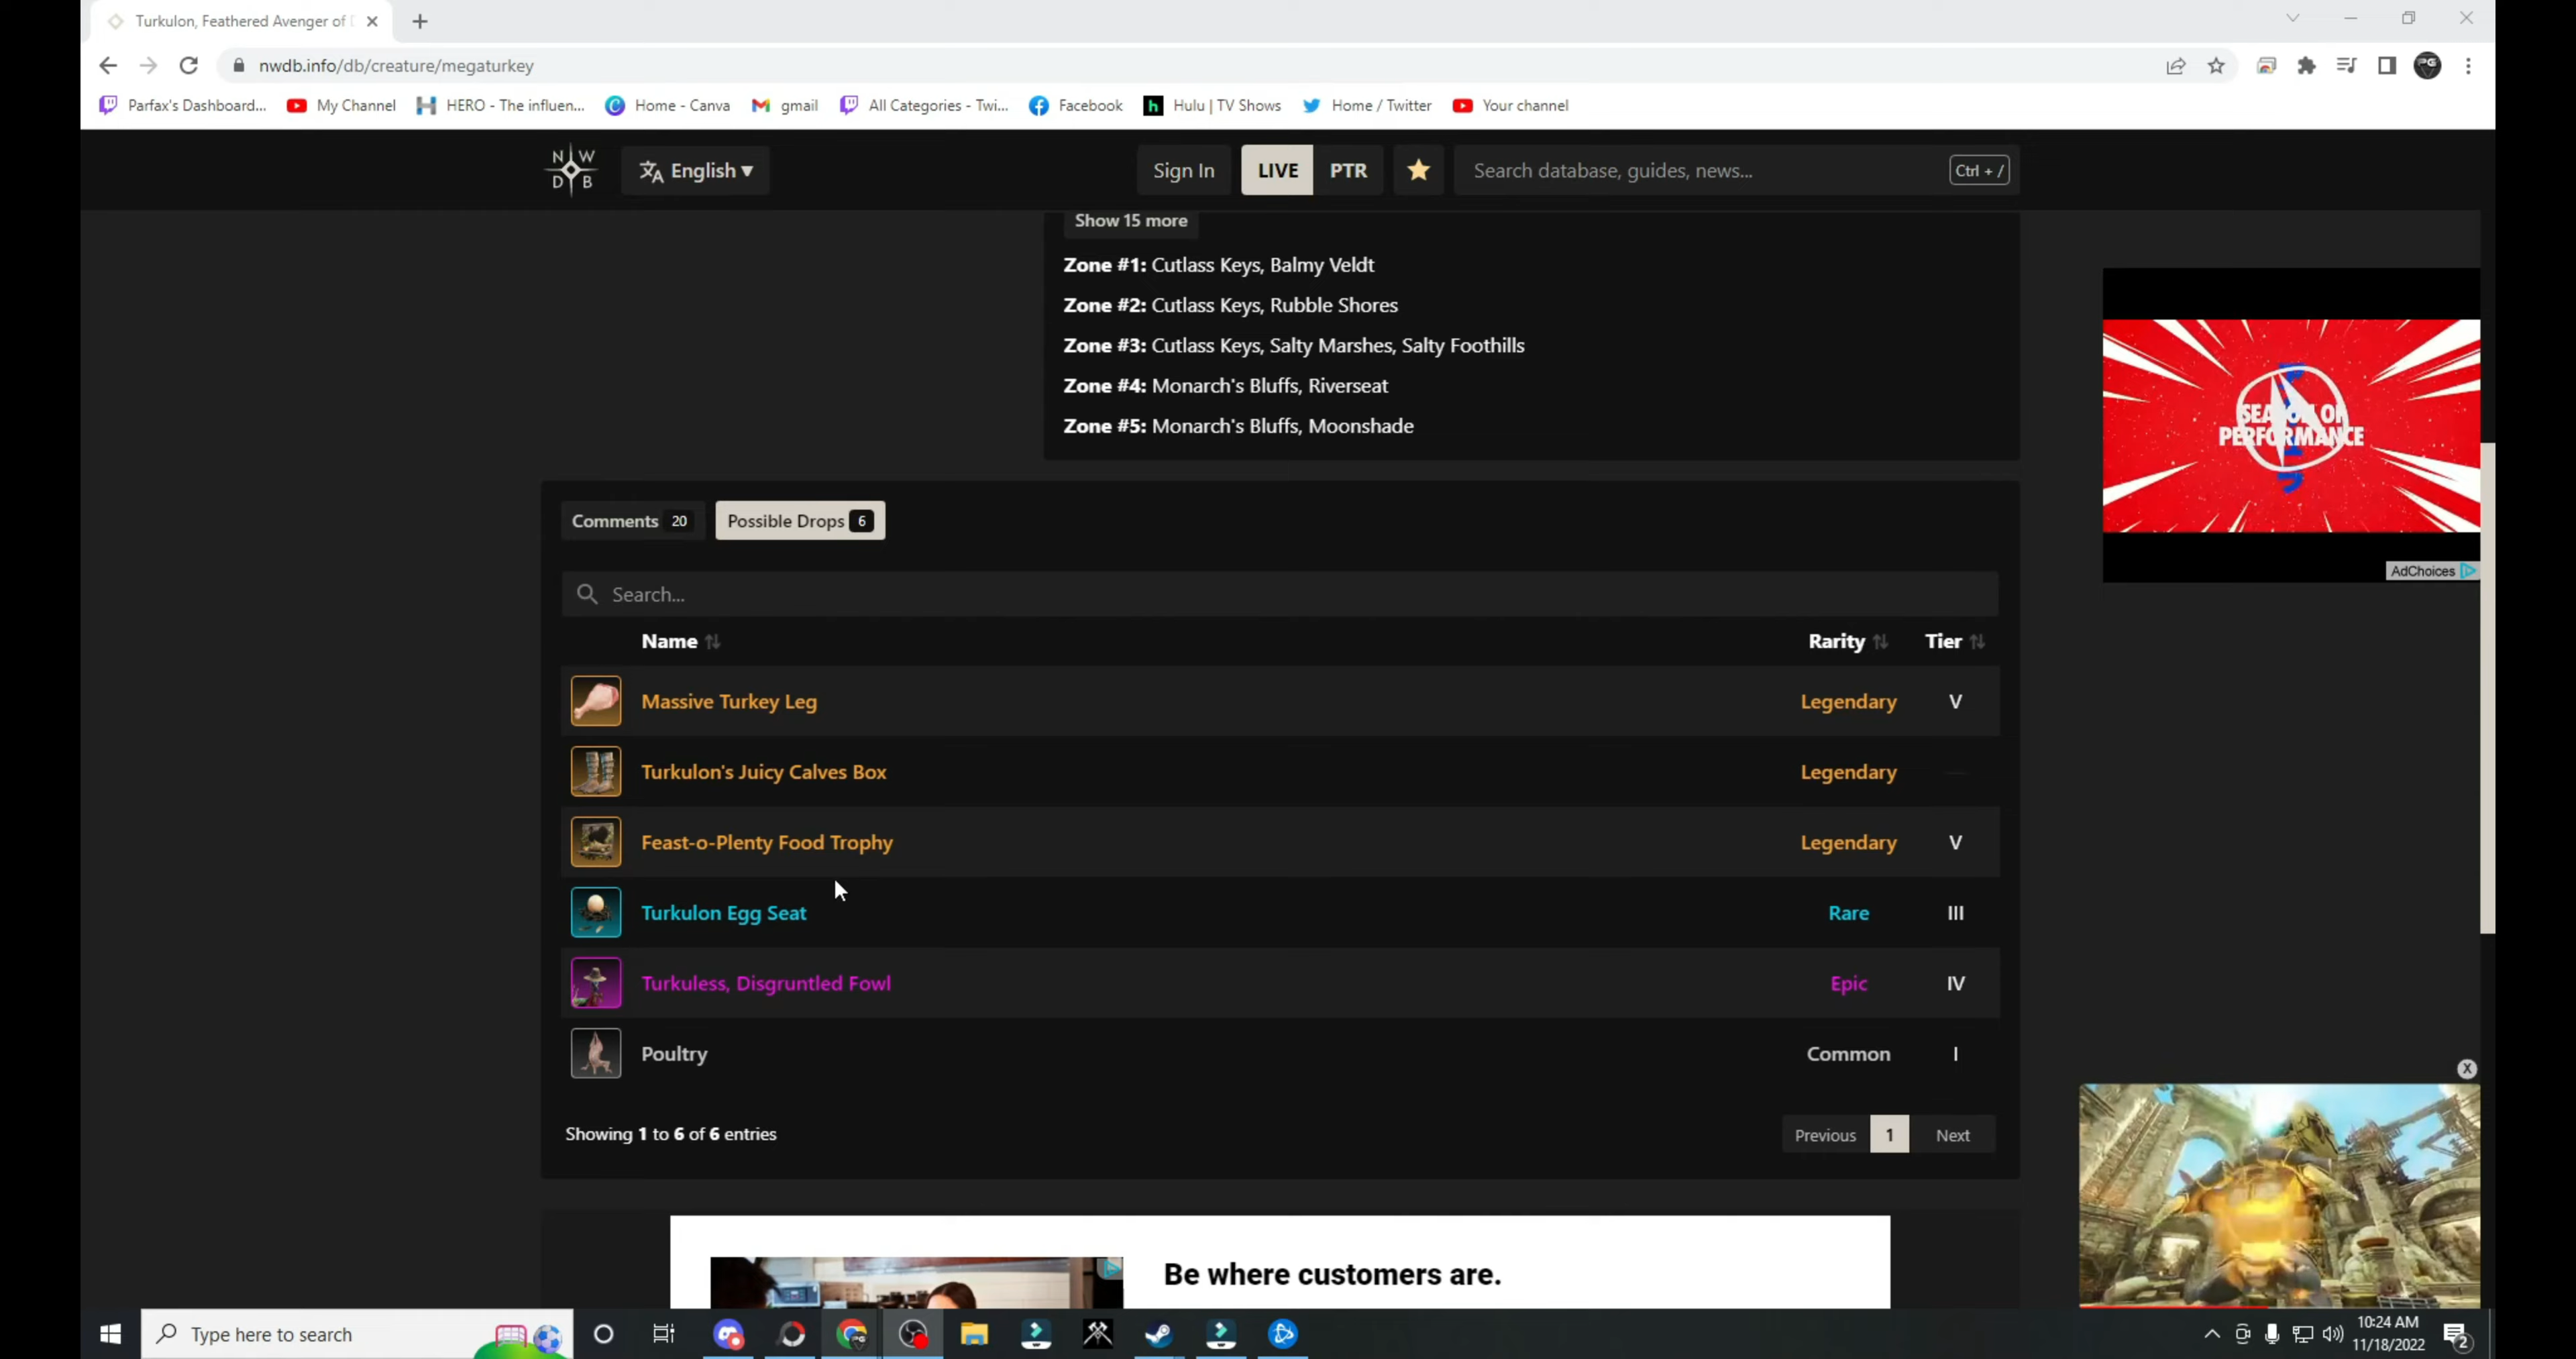 Turkulon, Feathered Avenger of D
nwdb.info/db/creature/megaturkey
Parfax's Dashboard... My Channel HERO - The influen... Home - Canva gmail All Categories - Twi... Facebook Hulu | TV Shows Home / Twitter Your channel
N W D B English ▾ Sign In LIVE PTR Search database, guides, news... Ctrl + /
Show 15 more
Zone #1: Cutlass Keys, Balmy Veldt
Zone #2: Cutlass Keys, Rubble Shores
Zone #3: Cutlass Keys, Salty Marshes, Salty Foothills
Zone #4: Monarch's Bluffs, Riverseat
Zone #5: Monarch's Bluffs, Moonshade
SEASON OF
PERFORMANCE
AdChoices
Comments 20 Possible Drops 6
Search...
Name Rarity Tier
Massive Turkey Leg Legendary V
Turkulon's Juicy Calves Box Legendary
Feast-o-Plenty Food Trophy Legendary V
Turkulon Egg Seat Rare III
Turkuless, Disgruntled Fowl Epic IV
Poultry Common I
Showing 1 to 6 of 6 entries Previous 1 Next
Be where customers are.
Type here to search
10:24 AM
11/18/2022
2